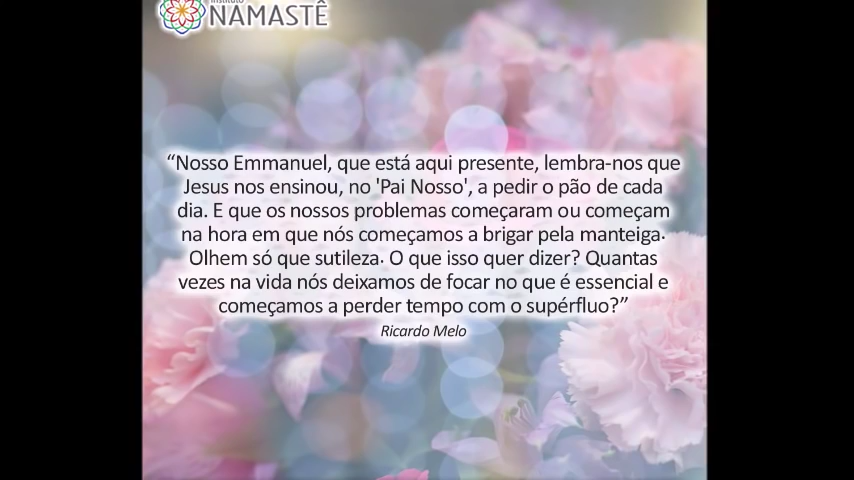 Instituto
NAMASTÊ
“Nosso Emmanuel, que está aqui presente, lembra-nos que
Jesus nos ensinou, no 'Pai Nosso', a pedir o pão de cada
dia. E que os nossos problemas começaram ou começam
na hora em que nós começamos a brigar pela manteiga.
Olhem só que sutileza. O que isso quer dizer? Quantas
vezes na vida nós deixamos de focar no que é essencial e
começamos a perder tempo com o supérfluo?”
Ricardo Melo